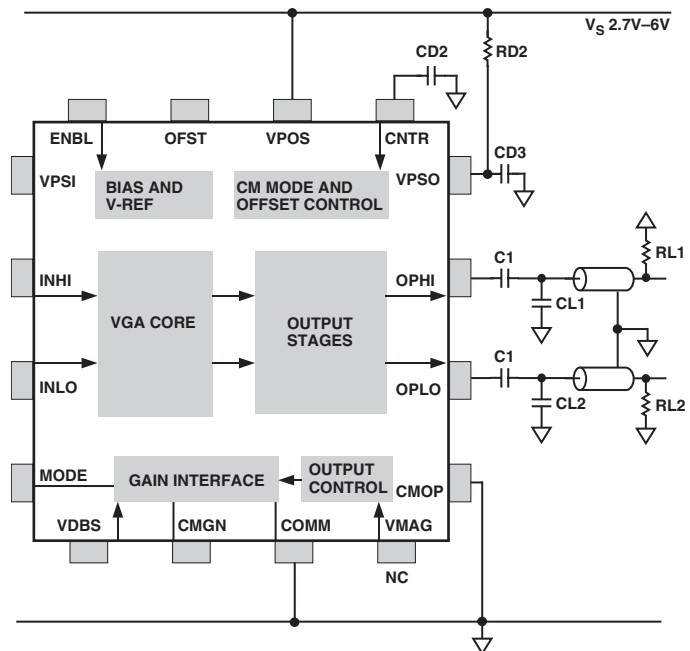 VS 2.7V–6V
RD2
CD2
ENBL
OFST
VPOS
CNTR
CD3
VPSI
BIAS AND
V-REF
CM MODE AND
OFFSET CONTROL
VPSO
RL1
INHI
VGA CORE
OUTPUT
STAGES
OPHI
C1
CL1
INLO
OPLO
C1
CL2
RL2
MODE
GAIN INTERFACE
OUTPUT
CONTROL
CMOP
VDBS
CMGN
COMM
VMAG
NC